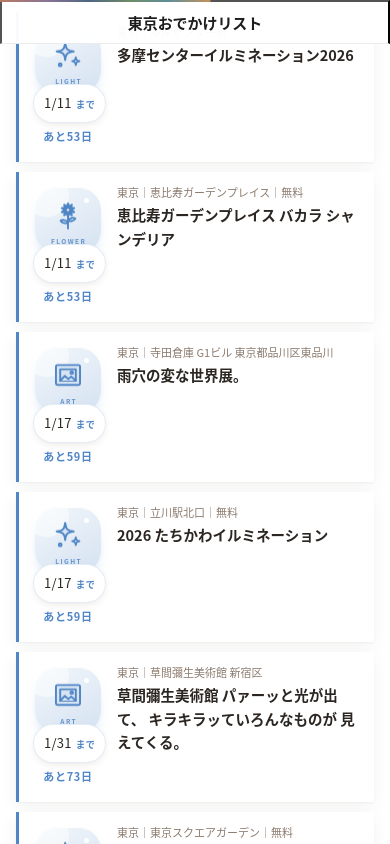 東京おでかけリスト
多摩センターイルミネーション2026
LIGHT
1/11 まで
あと53日
東京｜恵比寿ガーデンプレイス｜無料
恵比寿ガーデンプレイス バカラ シャ
ンデリア
FLOWER
1/11 まで
あと53日
東京｜寺田倉庫 G1ビル 東京都品川区東品川
雨穴の変な世界展。
ART
1/17 まで
あと59日
東京｜立川駅北口｜無料
2026 たちかわイルミネーション
LIGHT
1/17 まで
あと59日
東京｜草間彌生美術館 新宿区
草間彌生美術館 パァーッと光が出
て、 キラキラッていろんなものが 見
えてくる。
ART
1/31 まで
あと73日
東京｜東京スクエアガーデン｜無料